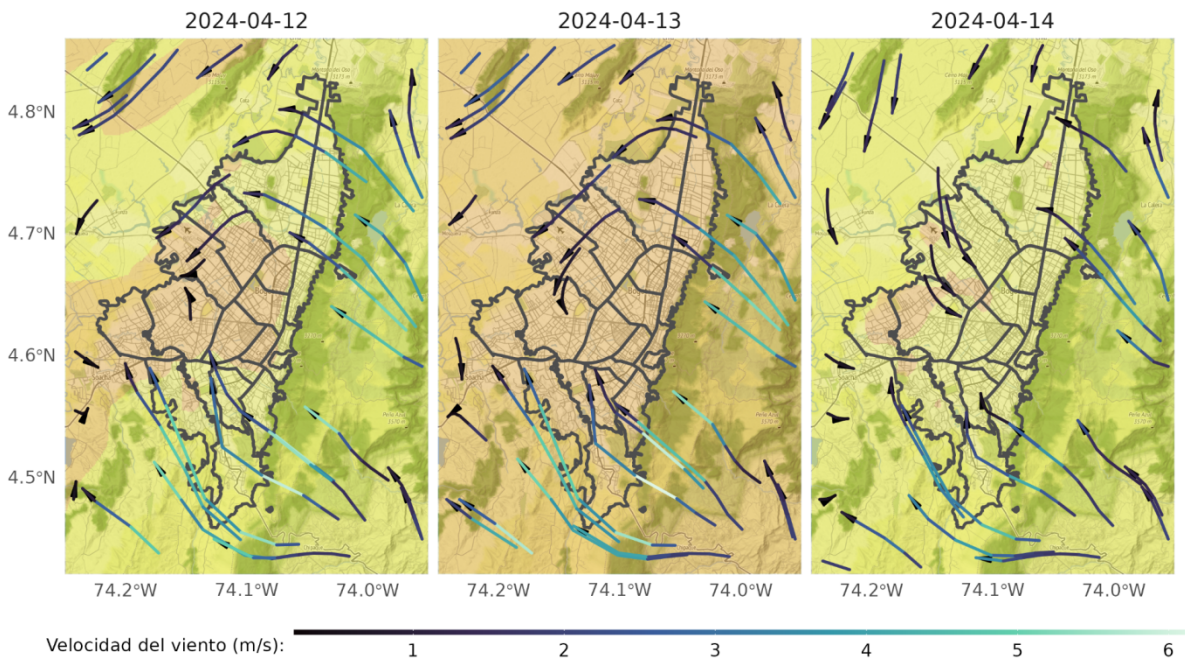 2024-04-12 2024-04-13 2024-04-14
4.8°N
4.7°N
4.6°N
4.5°N
74.2°W 74.1°W 74.0°W 74.2°W 74.1°W 74.0°W 74.2°W 74.1°W 74.0°W
Velocidad del viento (m/s): 1 2 3 4 5 6